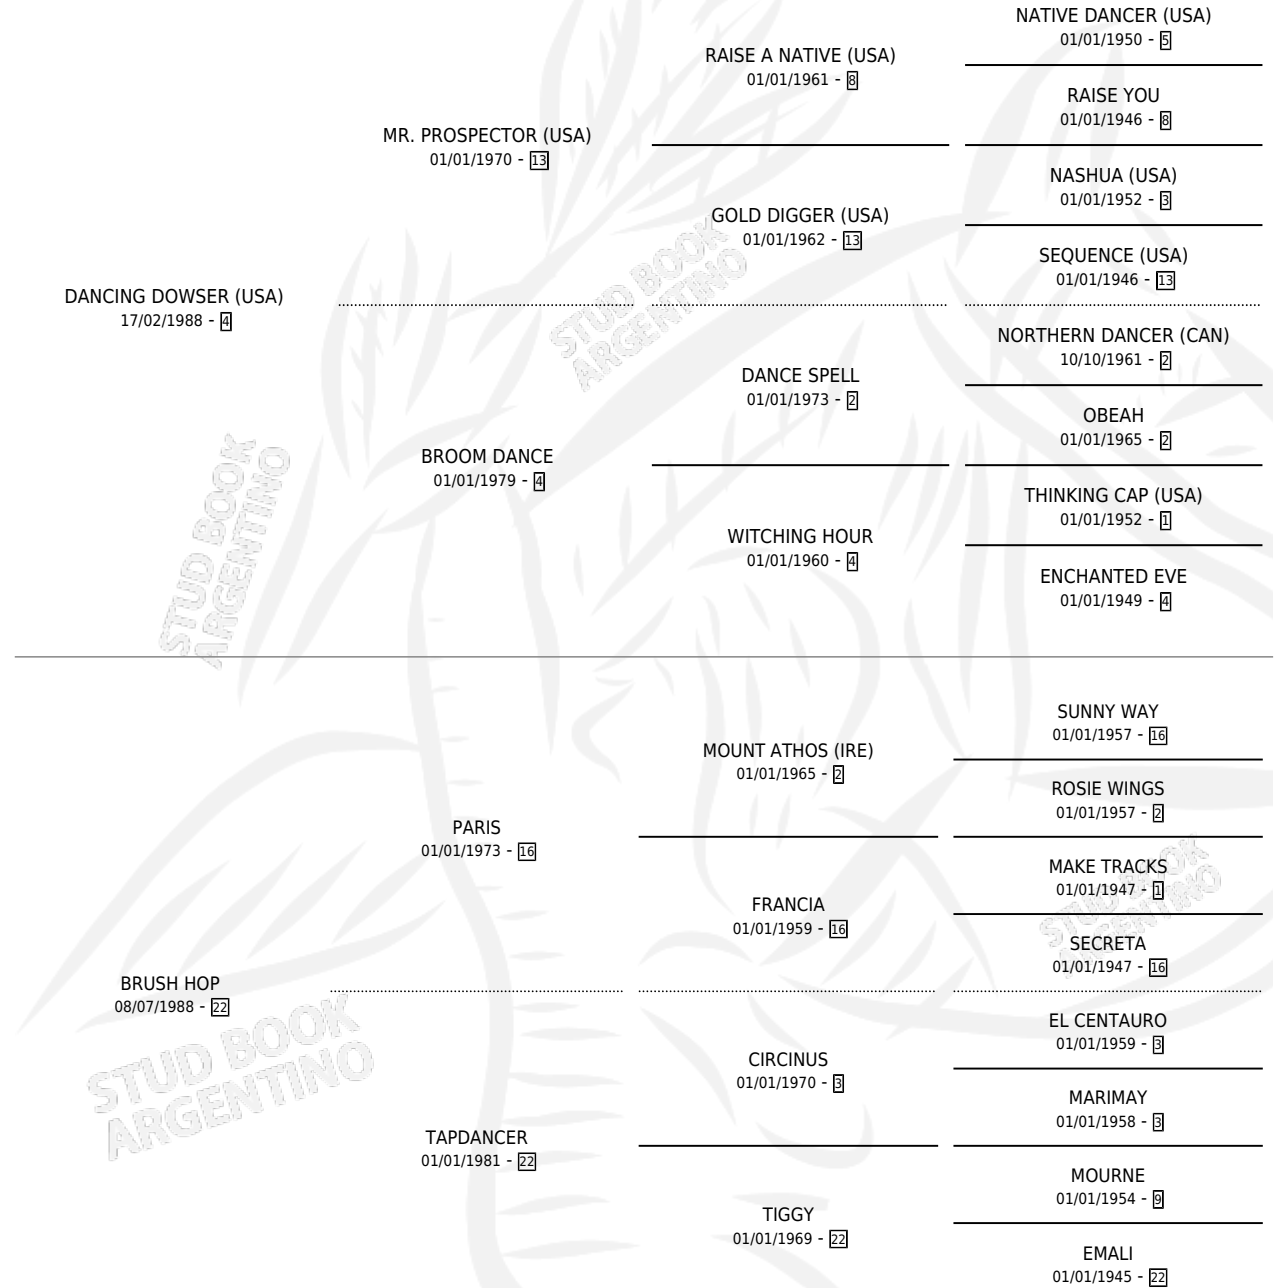 NATIVE DANCER (USA)
01/01/1950 - 5
RAISE A NATIVE (USA)
01/01/1961 - 8
RAISE YOU
01/01/1946 - 8
MR. PROSPECTOR (USA)
01/01/1970 - 13
NASHUA (USA)
01/01/1952 - 3
GOLD DIGGER (USA)
01/01/1962 - 13
SEQUENCE (USA)
01/01/1946 - 13
DANCING DOWSER (USA)
17/02/1988 - 4
STUD BOOK
ARGENTINO
NORTHERN DANCER (CAN)
10/10/1961 - 2
DANCE SPELL
01/01/1973 - 2
OBEAH
01/01/1965 - 2
BROOM DANCE
01/01/1979 - 4
STUD BOOK
ARGENTINO
THINKING CAP (USA)
01/01/1952 - 1
WITCHING HOUR
01/01/1960 - 4
ENCHANTED EVE
01/01/1949 - 4
SUNNY WAY
01/01/1957 - 16
MOUNT ATHOS (IRE)
01/01/1965 - 2
ROSIE WINGS
01/01/1957 - 2
PARIS
01/01/1973 - 16
MAKE TRACKS
01/01/1947 - 1
FRANCIA
01/01/1959 - 16
STUD BOOK
ARGENTINO
SECRETA
01/01/1947 - 16
BRUSH HOP
08/07/1988 - 22
STUD BOOK
ARGENTINO
EL CENTAURO
01/01/1959 - 3
CIRCINUS
01/01/1970 - 3
MARIMAY
01/01/1958 - 3
TAPDANCER
01/01/1981 - 22
MOURNE
01/01/1954 - 9
TIGGY
01/01/1969 - 22
EMALI
01/01/1945 - 22